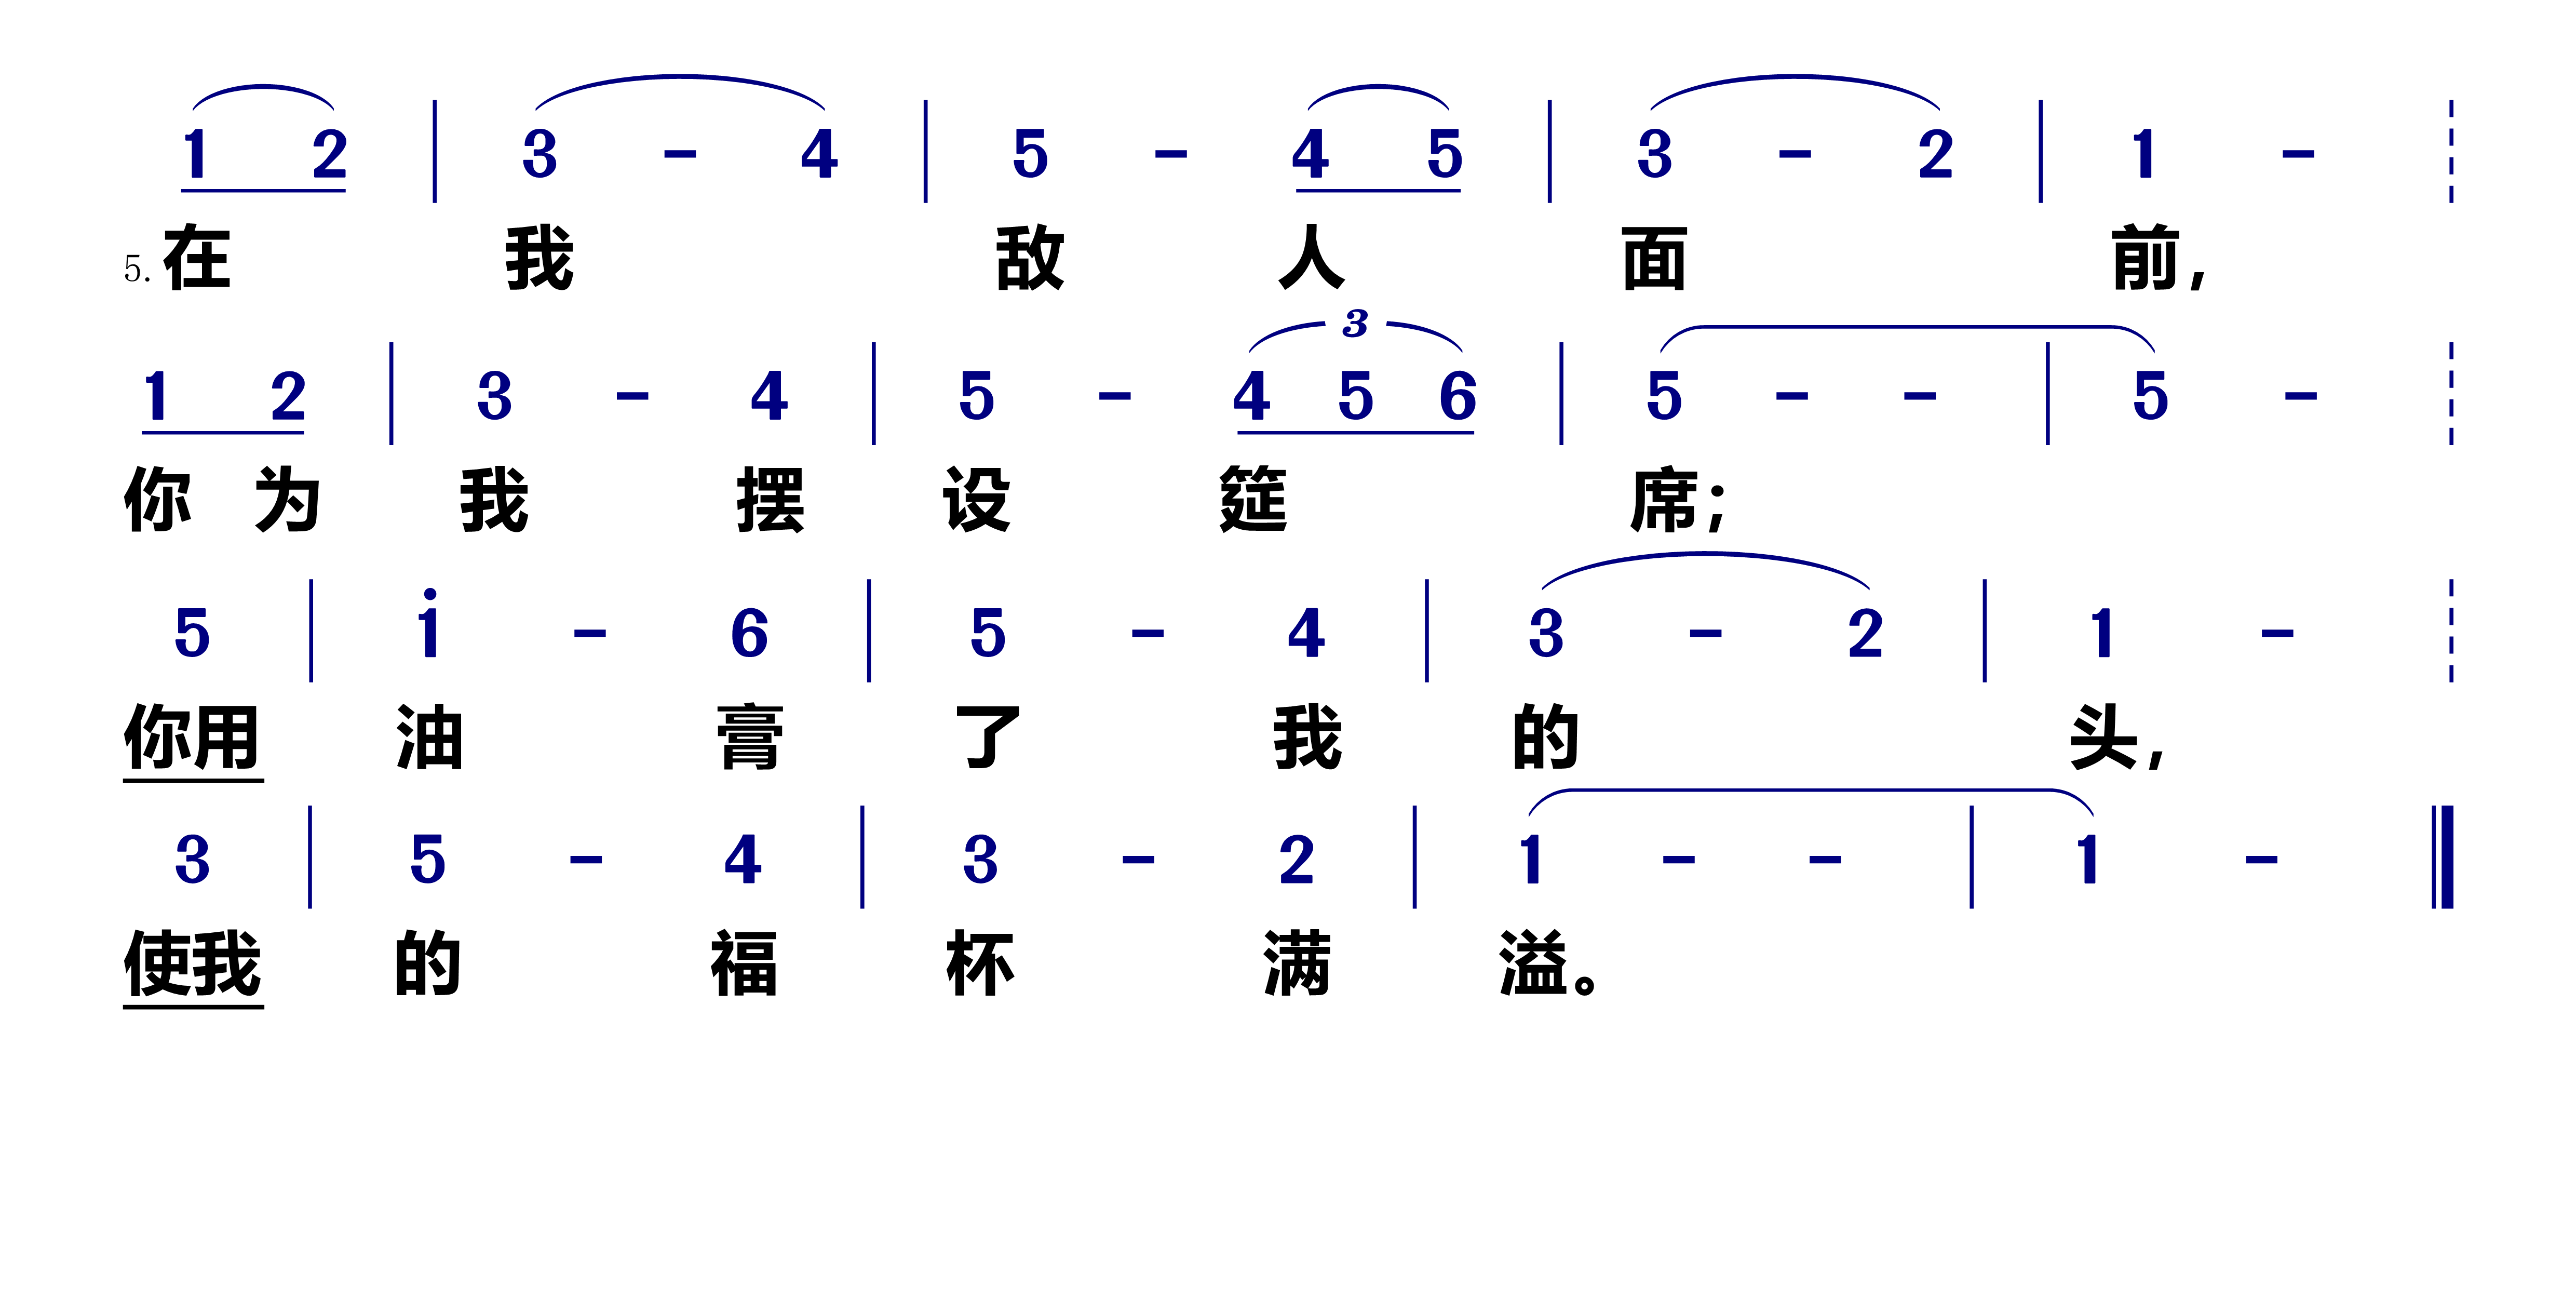 1 2 | 3 - 4 | 5 - 4 5 | 3 - 2 | 1 -
5. 在 我 敌 人 面 前,
3
1 2 | 3 - 4 | 5 - 4 5 6 | 5 - - | 5 -
你 为 我 摆 设 筵 席;
5 | 1̇ - 6 | 5 - 4 | 3 - 2 | 1 -
你用 油 膏 了 我 的 头,
3 | 5 - 4 | 3 - 2 | 1 - - | 1 -
使我 的 福 杯 满 溢。